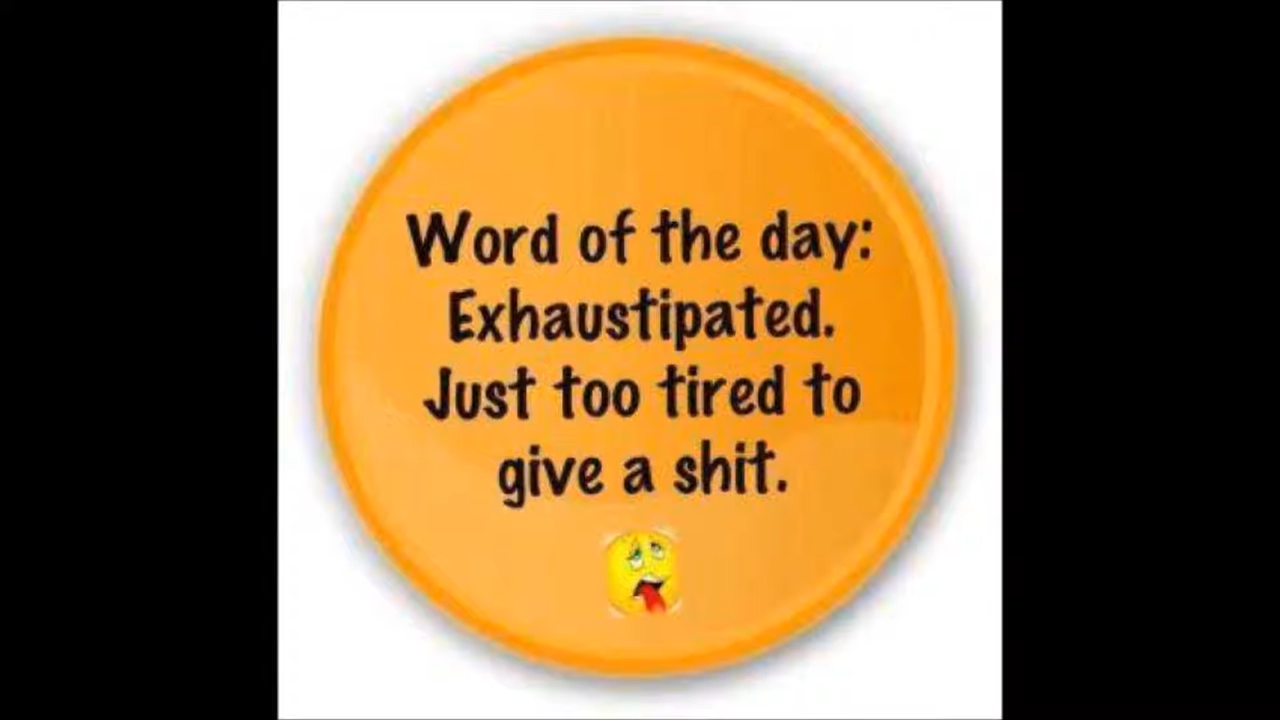 Word of the day:
Exhaustipated.
Just too tired to
give a shit.